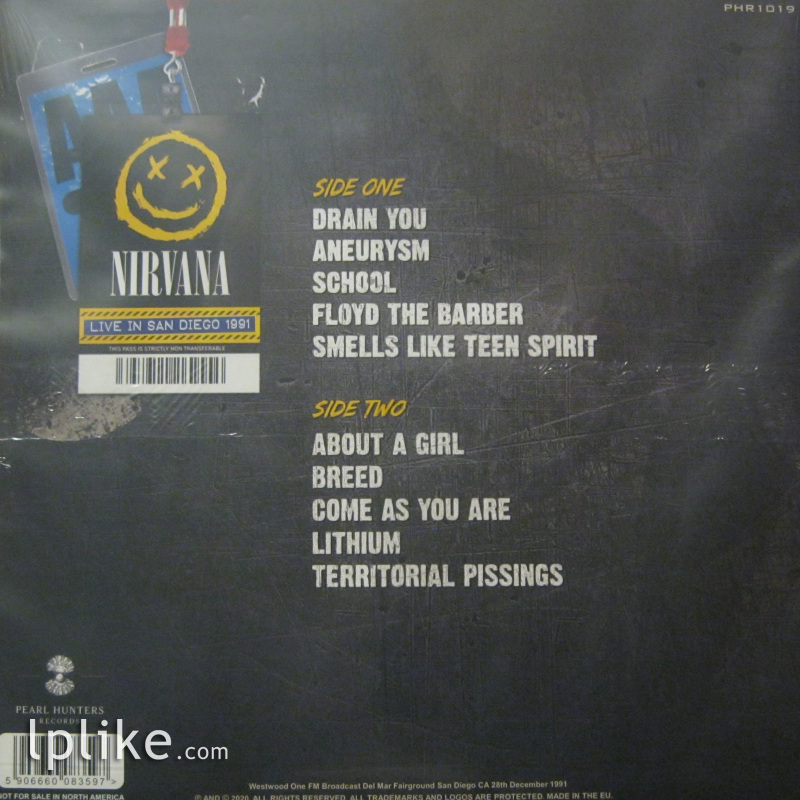 PHR1019
AAA
NIRVANA
LIVE IN SAN DIEGO 1991
THIS PASS IS STRICTLY NON TRANSFERABLE
SIDE ONE
DRAIN YOU
ANEURYSM
SCHOOL
FLOYD THE BARBER
SMELLS LIKE TEEN SPIRIT
SIDE TWO
ABOUT A GIRL
BREED
COME AS YOU ARE
LITHIUM
TERRITORIAL PISSINGS
PEARL HUNTERS
RECORDS
lplike.com
5 906660 083597 >
NOT FOR SALE IN NORTH AMERICA
Westwood One FM Broadcast Del Mar Fairground San Diego CA 28th December 1991
℗ AND © 2020. ALL RIGHTS RESERVED. ALL TRADEMARKS AND LOGOS ARE PROTECTED. MADE IN THE EU.